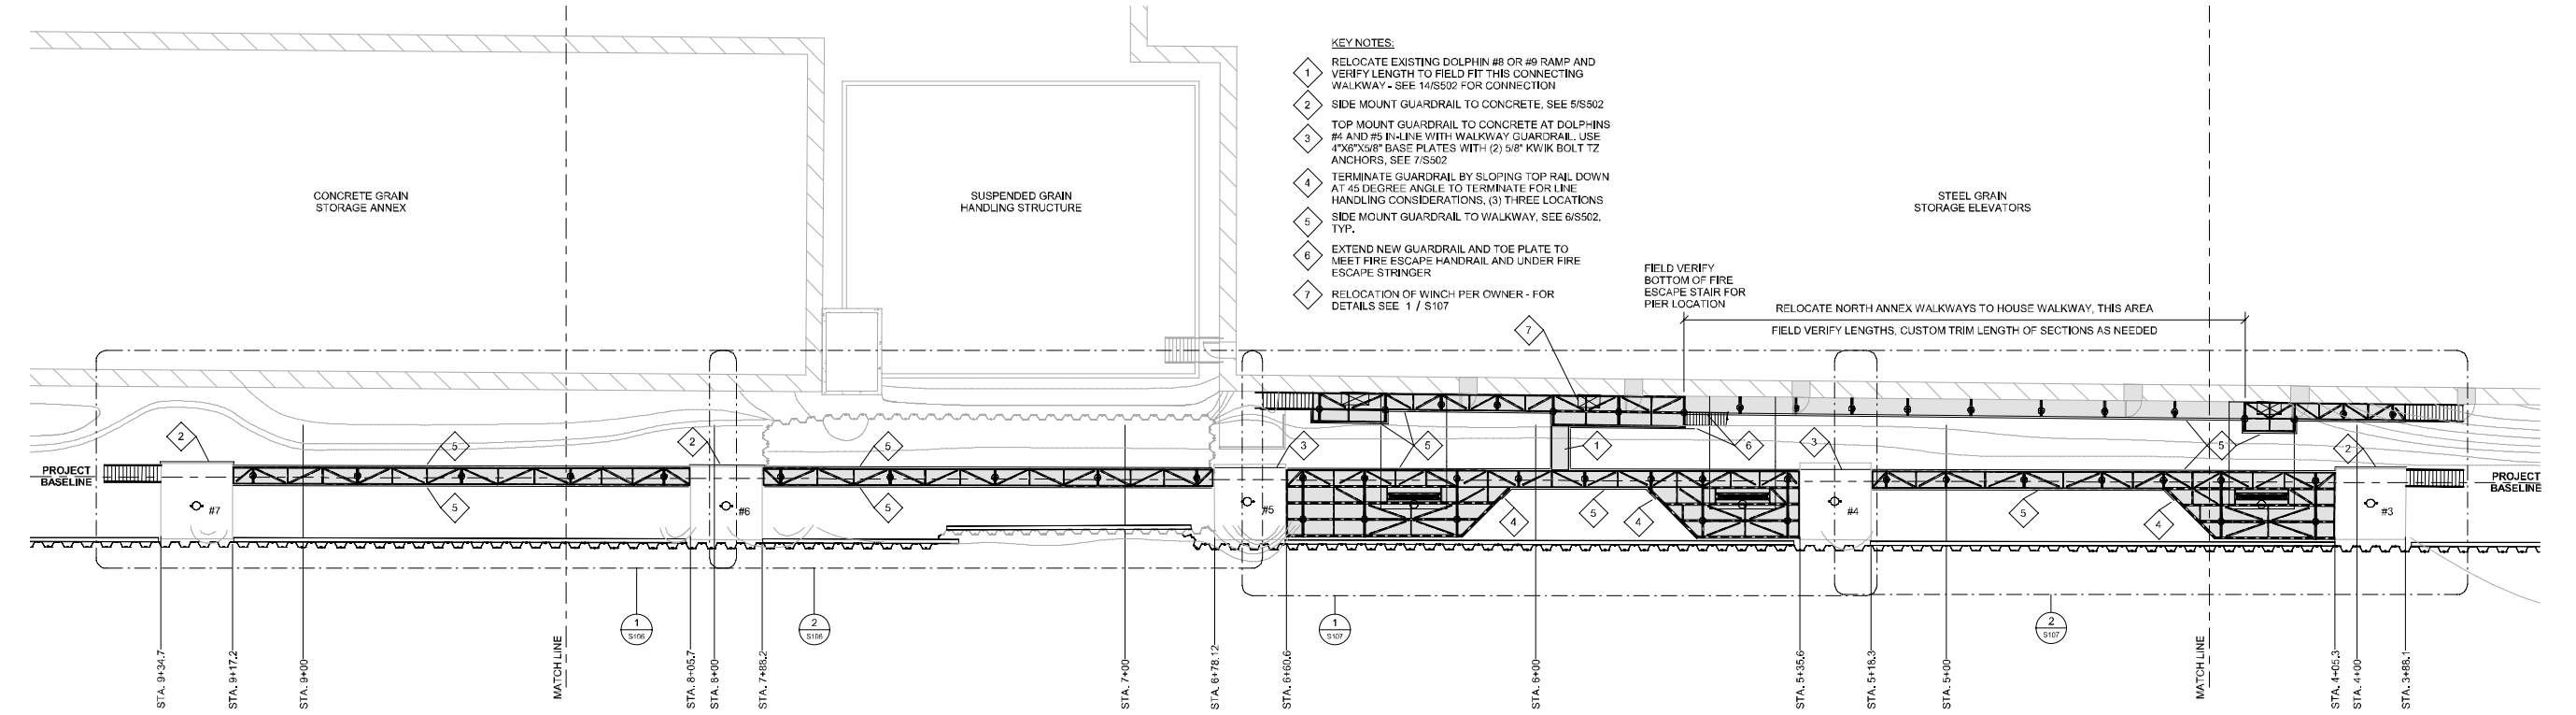 KEY NOTES:
1
RELOCATE EXISTING DOLPHIN #8 OR #9 RAMP AND
VERIFY LENGTH TO FIELD FIT THIS CONNECTING
WALKWAY - SEE 14/S502 FOR CONNECTION
2
SIDE MOUNT GUARDRAIL TO CONCRETE, SEE 5/S502
3
TOP MOUNT GUARDRAIL TO CONCRETE AT DOLPHINS
#4 AND #5 IN-LINE WITH WALKWAY GUARDRAIL. USE
4"X6"X5/8" BASE PLATES WITH (2) 5/8" KWIK BOLT TZ
ANCHORS, SEE 7/S502
4
TERMINATE GUARDRAIL BY SLOPING TOP RAIL DOWN
AT 45 DEGREE ANGLE TO TERMINATE FOR LINE
HANDLING CONSIDERATIONS, (3) THREE LOCATIONS
5
SIDE MOUNT GUARDRAIL TO WALKWAY, SEE 6/S502,
TYP.
6
EXTEND NEW GUARDRAIL AND TOE PLATE TO
MEET FIRE ESCAPE HANDRAIL AND UNDER FIRE
ESCAPE STRINGER
7
RELOCATION OF WINCH PER OWNER - FOR
DETAILS SEE 1 / S107
CONCRETE GRAIN
STORAGE ANNEX
SUSPENDED GRAIN
HANDLING STRUCTURE
STEEL GRAIN
STORAGE ELEVATORS
FIELD VERIFY
BOTTOM OF FIRE
ESCAPE STAIR FOR
PIER LOCATION
RELOCATE NORTH ANNEX WALKWAYS TO HOUSE WALKWAY, THIS AREA
FIELD VERIFY LENGTHS, CUSTOM TRIM LENGTH OF SECTIONS AS NEEDED
7
2
5
2
5
3
5
1
6
3
5
2
PROJECT
BASELINE
PROJECT
BASELINE
#7
5
#6
5
#5
4
5
4
#4
5
4
#3
1
S106
2
S106
1
S107
2
S107
STA. 9+34.7
STA. 9+17.2
STA. 9+00
MATCH LINE
STA. 8+05.7
STA. 8+00
STA. 7+88.2
STA. 7+00
STA. 6+78.12
STA. 6+60.6
STA. 6+00
STA. 5+35.6
STA. 5+18.3
STA. 5+00
MATCH LINE
STA. 4+05.3
STA. 4+00
STA. 3+88.1